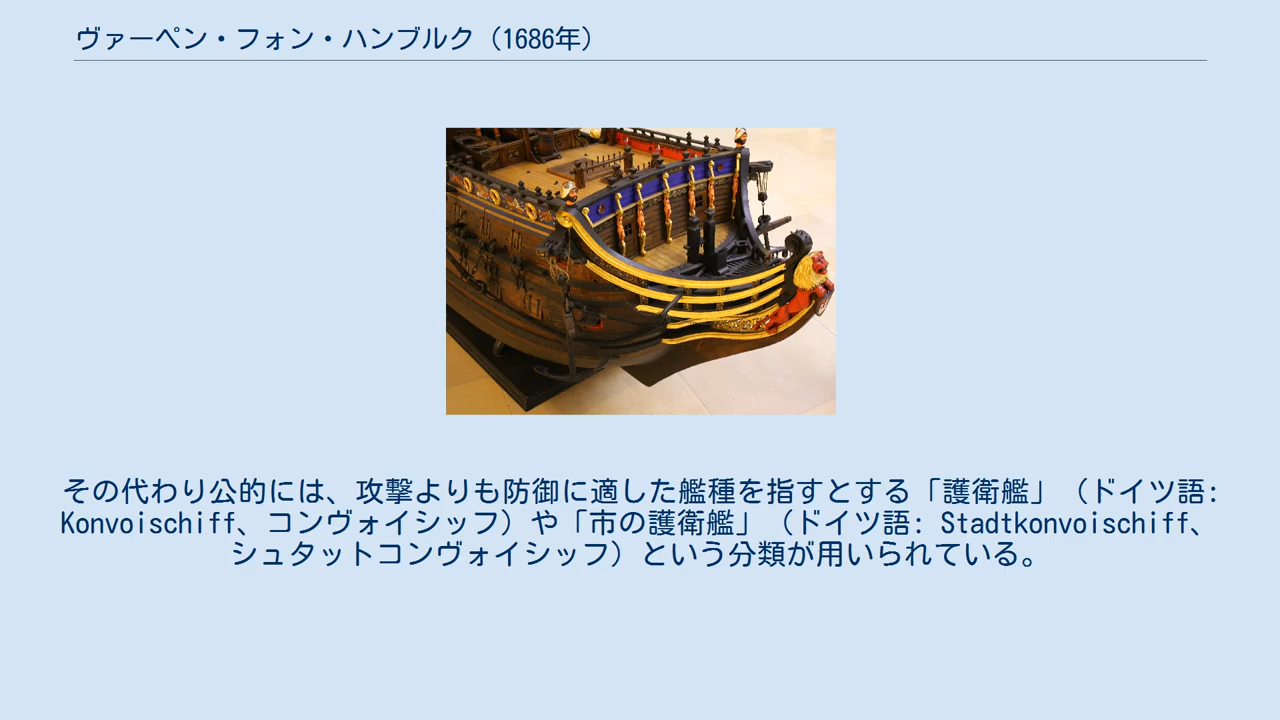 ヴァーペン・フォン・ハンブルク（1686年）
その代わり公的には、攻撃よりも防御に適した艦種を指すとする「護衛艦」（ドイツ語:
Konvoischiff、コンヴォイシッフ）や「市の護衛艦」（ドイツ語: Stadtkonvoischiff、
シュタットコンヴォイシッフ）という分類が用いられている。